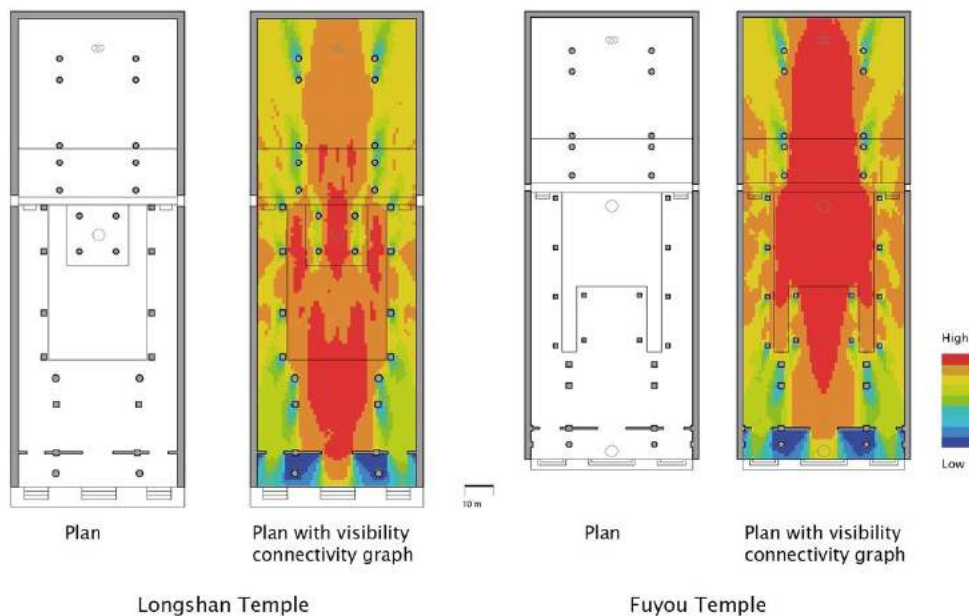 High
Low
10 m
Plan
Plan with visibility
connectivity graph
Plan
Plan with visibility
connectivity graph
Longshan Temple
Fuyou Temple